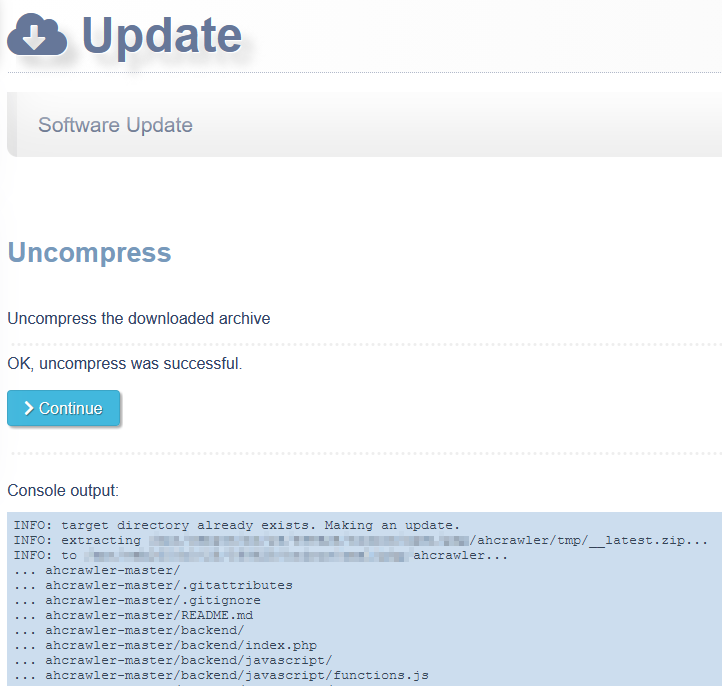 Update
Software Update
Uncompress
Uncompress the downloaded archive
OK, uncompress was successful.
Continue
Console output:
INFO: target directory already exists. Making an update.
INFO: extracting /ahcrawler/tmp/__latest.zip...
INFO: to ahcrawler...
... ahcrawler-master/
... ahcrawler-master/.gitattributes
... ahcrawler-master/.gitignore
... ahcrawler-master/README.md
... ahcrawler-master/backend/
... ahcrawler-master/backend/index.php
... ahcrawler-master/backend/javascript/
... ahcrawler-master/backend/javascript/functions.js